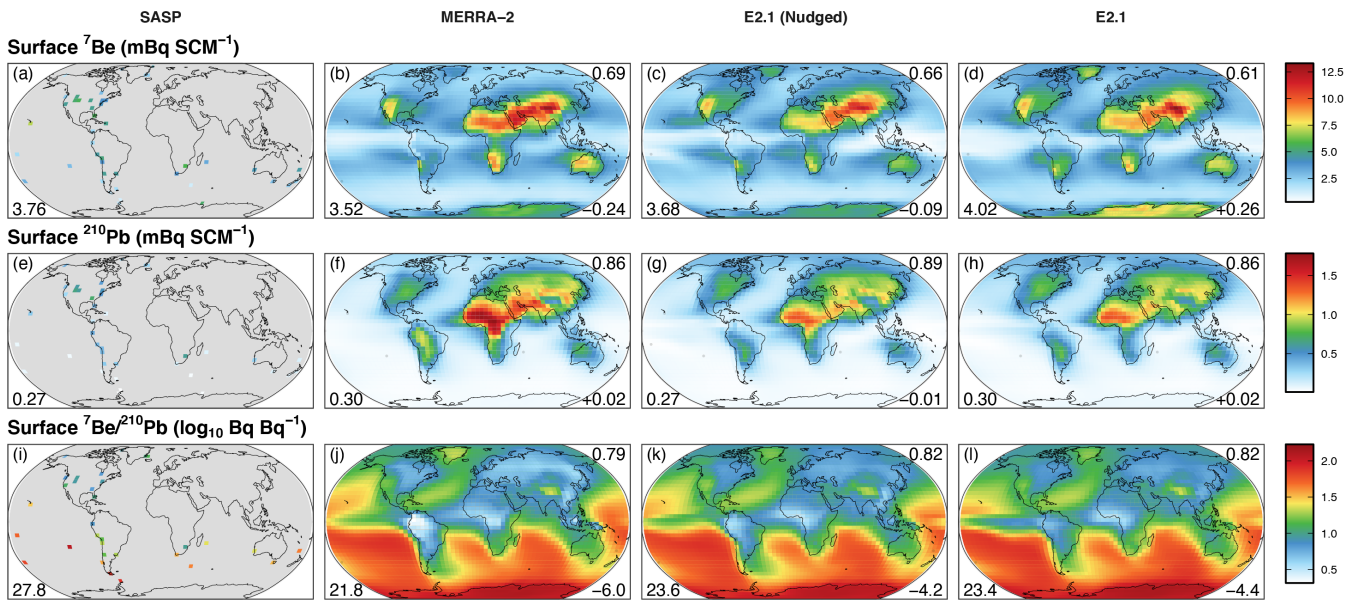 SASP MERRA−2 E2.1 (Nudged) E2.1
Surface ⁷Be (mBq SCM⁻¹)
(a) (b) 0.69 (c) 0.66 (d) 0.61
12.5
10.0
7.5
5.0
2.5
3.76 3.52 −0.24 3.68 −0.09 4.02 +0.26
Surface ²¹⁰Pb (mBq SCM⁻¹)
(e) (f) 0.86 (g) 0.89 (h) 0.86
1.5
1.0
0.5
0.27 0.30 +0.02 0.27 −0.01 0.30 +0.02
Surface ⁷Be/²¹⁰Pb (log₁₀ Bq Bq⁻¹)
(i) (j) 0.79 (k) 0.82 (l) 0.82
2.0
1.5
1.0
0.5
27.8 21.8 −6.0 23.6 −4.2 23.4 −4.4